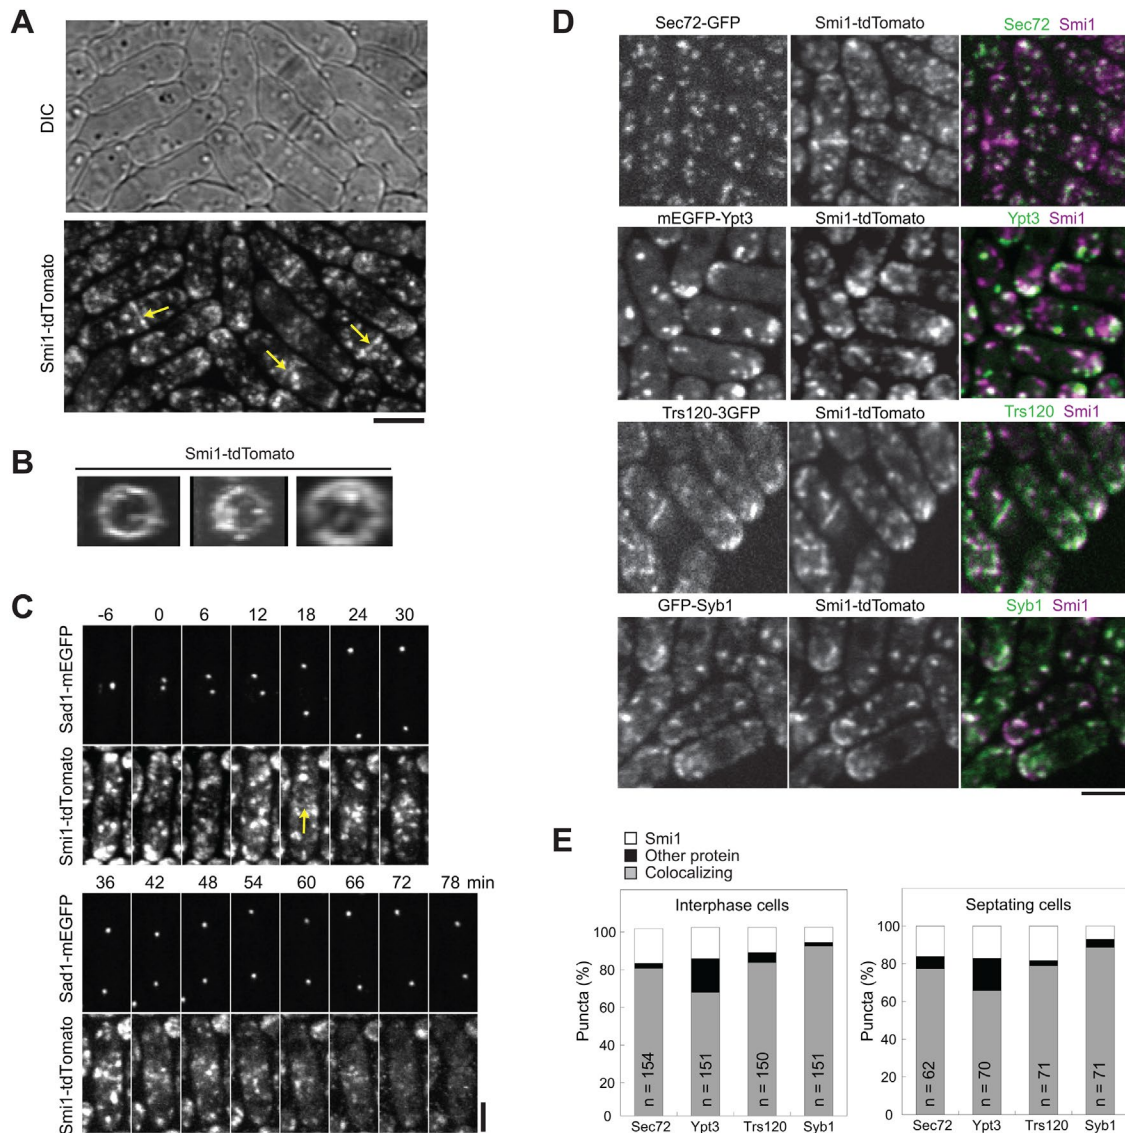 A
DIC
Smi1-tdTomato
B
Smi1-tdTomato
C
-6 0 6 12 18 24 30
Sad1-mEGFP
Smi1-tdTomato
36 42 48 54 60 66 72 78 min
Sad1-mEGFP
Smi1-tdTomato
D
Sec72-GFP Smi1-tdTomato Sec72 Smi1
mEGFP-Ypt3 Smi1-tdTomato Ypt3 Smi1
Trs120-3GFP Smi1-tdTomato Trs120 Smi1
GFP-Syb1 Smi1-tdTomato Syb1 Smi1
E
Smi1
Other protein
Colocalizing
Interphase cells
Puncta (%)
100
80
60
40
20
0
n = 154 n = 151 n = 150 n = 151
Sec72 Ypt3 Trs120 Syb1
Septating cells
Puncta (%)
100
80
60
40
20
0
n = 62 n = 70 n = 71 n = 71
Sec72 Ypt3 Trs120 Syb1